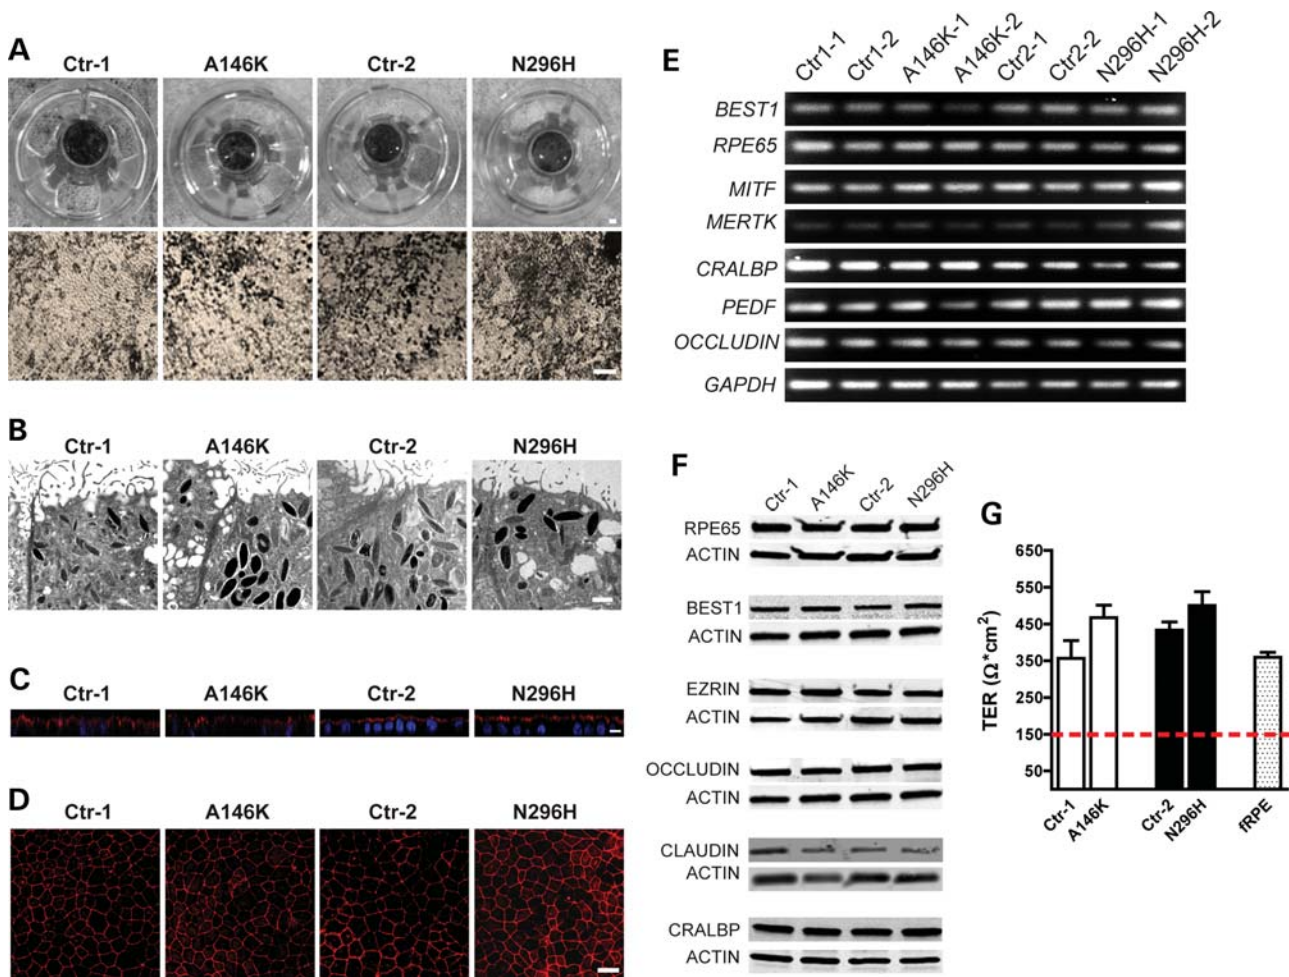 A
Ctr-1 A146K Ctr-2 N296H
B
Ctr-1 A146K Ctr-2 N296H
C
Ctr-1 A146K Ctr-2 N296H
D
Ctr-1 A146K Ctr-2 N296H
E
Ctr1-1 Ctr1-2 A146K-1 A146K-2 Ctr2-1 Ctr2-2 N296H-1 N296H-2
BEST1
RPE65
MITF
MERTK
CRALBP
PEDF
OCCLUDIN
GAPDH
F
Ctr-1 A146K Ctr-2 N296H
RPE65
ACTIN
BEST1
ACTIN
EZRIN
ACTIN
OCCLUDIN
ACTIN
CLAUDIN
ACTIN
CRALBP
ACTIN
G
TER (Ω*cm²)
650
550
450
350
250
150
50
Ctr-1 A146K Ctr-2 N296H fRPE